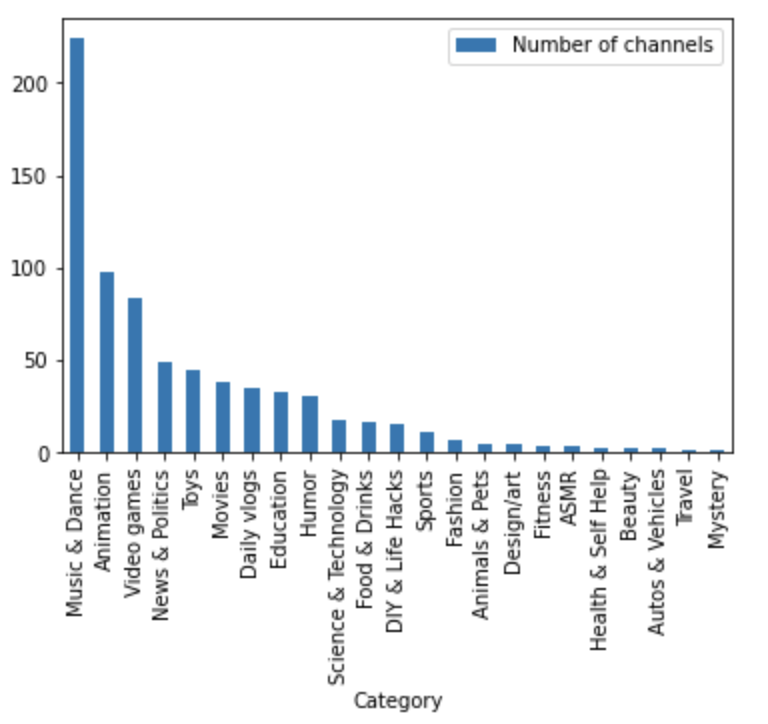 Number of channels
200
150
100
50
0
Music & Dance
Animation
Video games
News & Politics
Toys
Movies
Daily vlogs
Education
Humor
Science & Technology
Food & Drinks
DIY & Life Hacks
Sports
Fashion
Animals & Pets
Design/art
Fitness
ASMR
Health & Self Help
Beauty
Autos & Vehicles
Travel
Mystery
Category